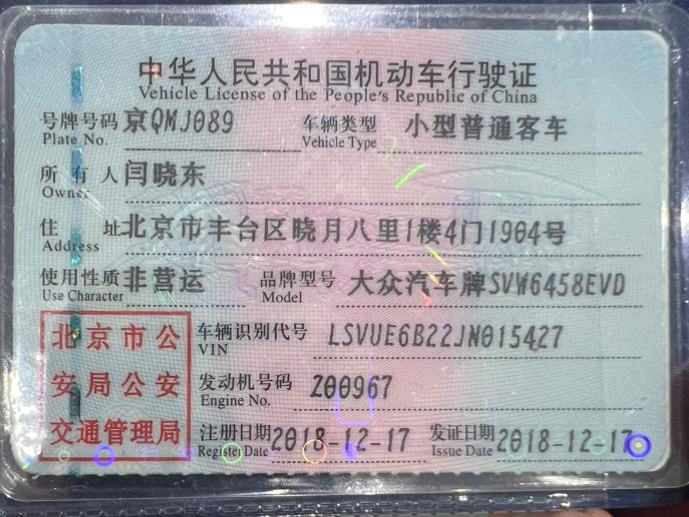 中华人民共和国机动车行驶证
Vehicle License of the People's Republic of China
号牌号码 京QMJ089 车辆类型 小型普通客车
Plate No. Vehicle Type
所有人 闫晓东
Owner
住址 北京市丰台区晓月八里1楼4门1904号
Address
使用性质 非营运 品牌型号 大众汽车牌SVW6458EVD
Use Character Model
北京市公
安局公安
交通管理局
车辆识别代号 LSVUE6B22JN015427
VIN
发动机号码 Z00967
Engine No.
注册日期 2018-12-17 发证日期 2018-12-17
Register Date Issue Date